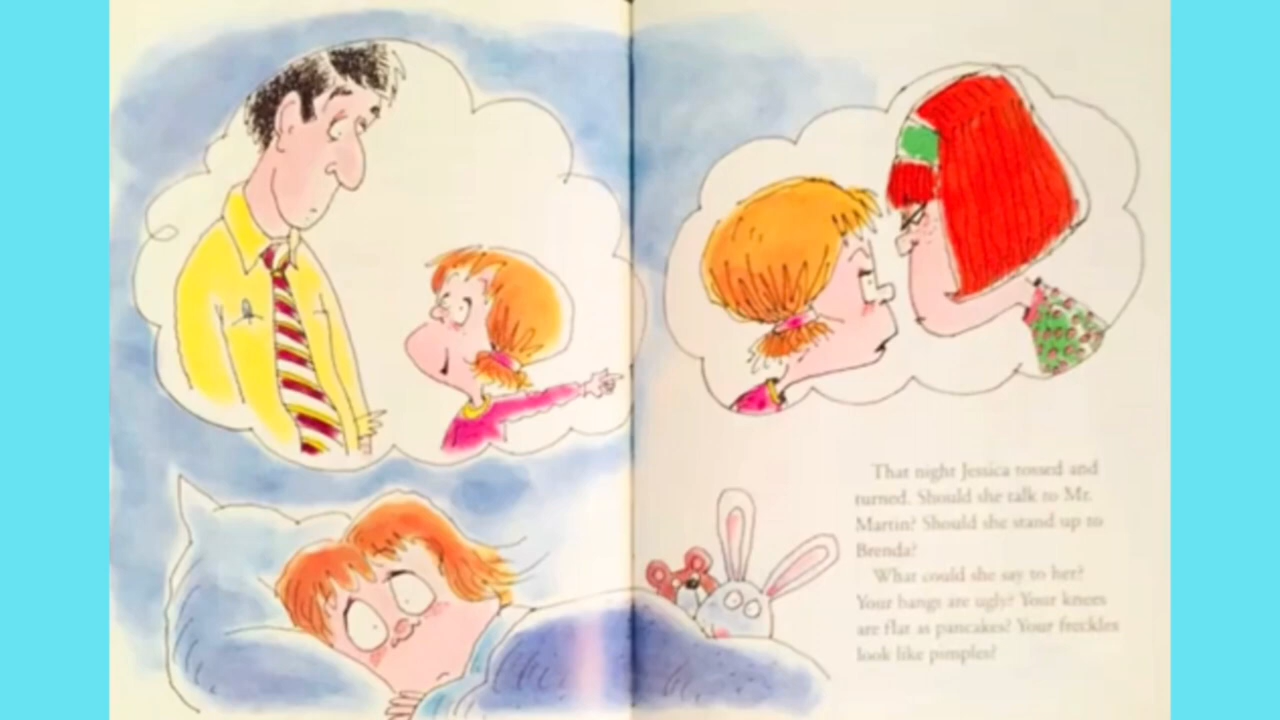 That night Jessica tossed and
turned. Should she talk to Mr.
Martin? Should she stand up to
Brenda?
What could she say to her?
Your bangs are ugly? Your knees
are flat as pancakes? Your freckles
look like pimples?